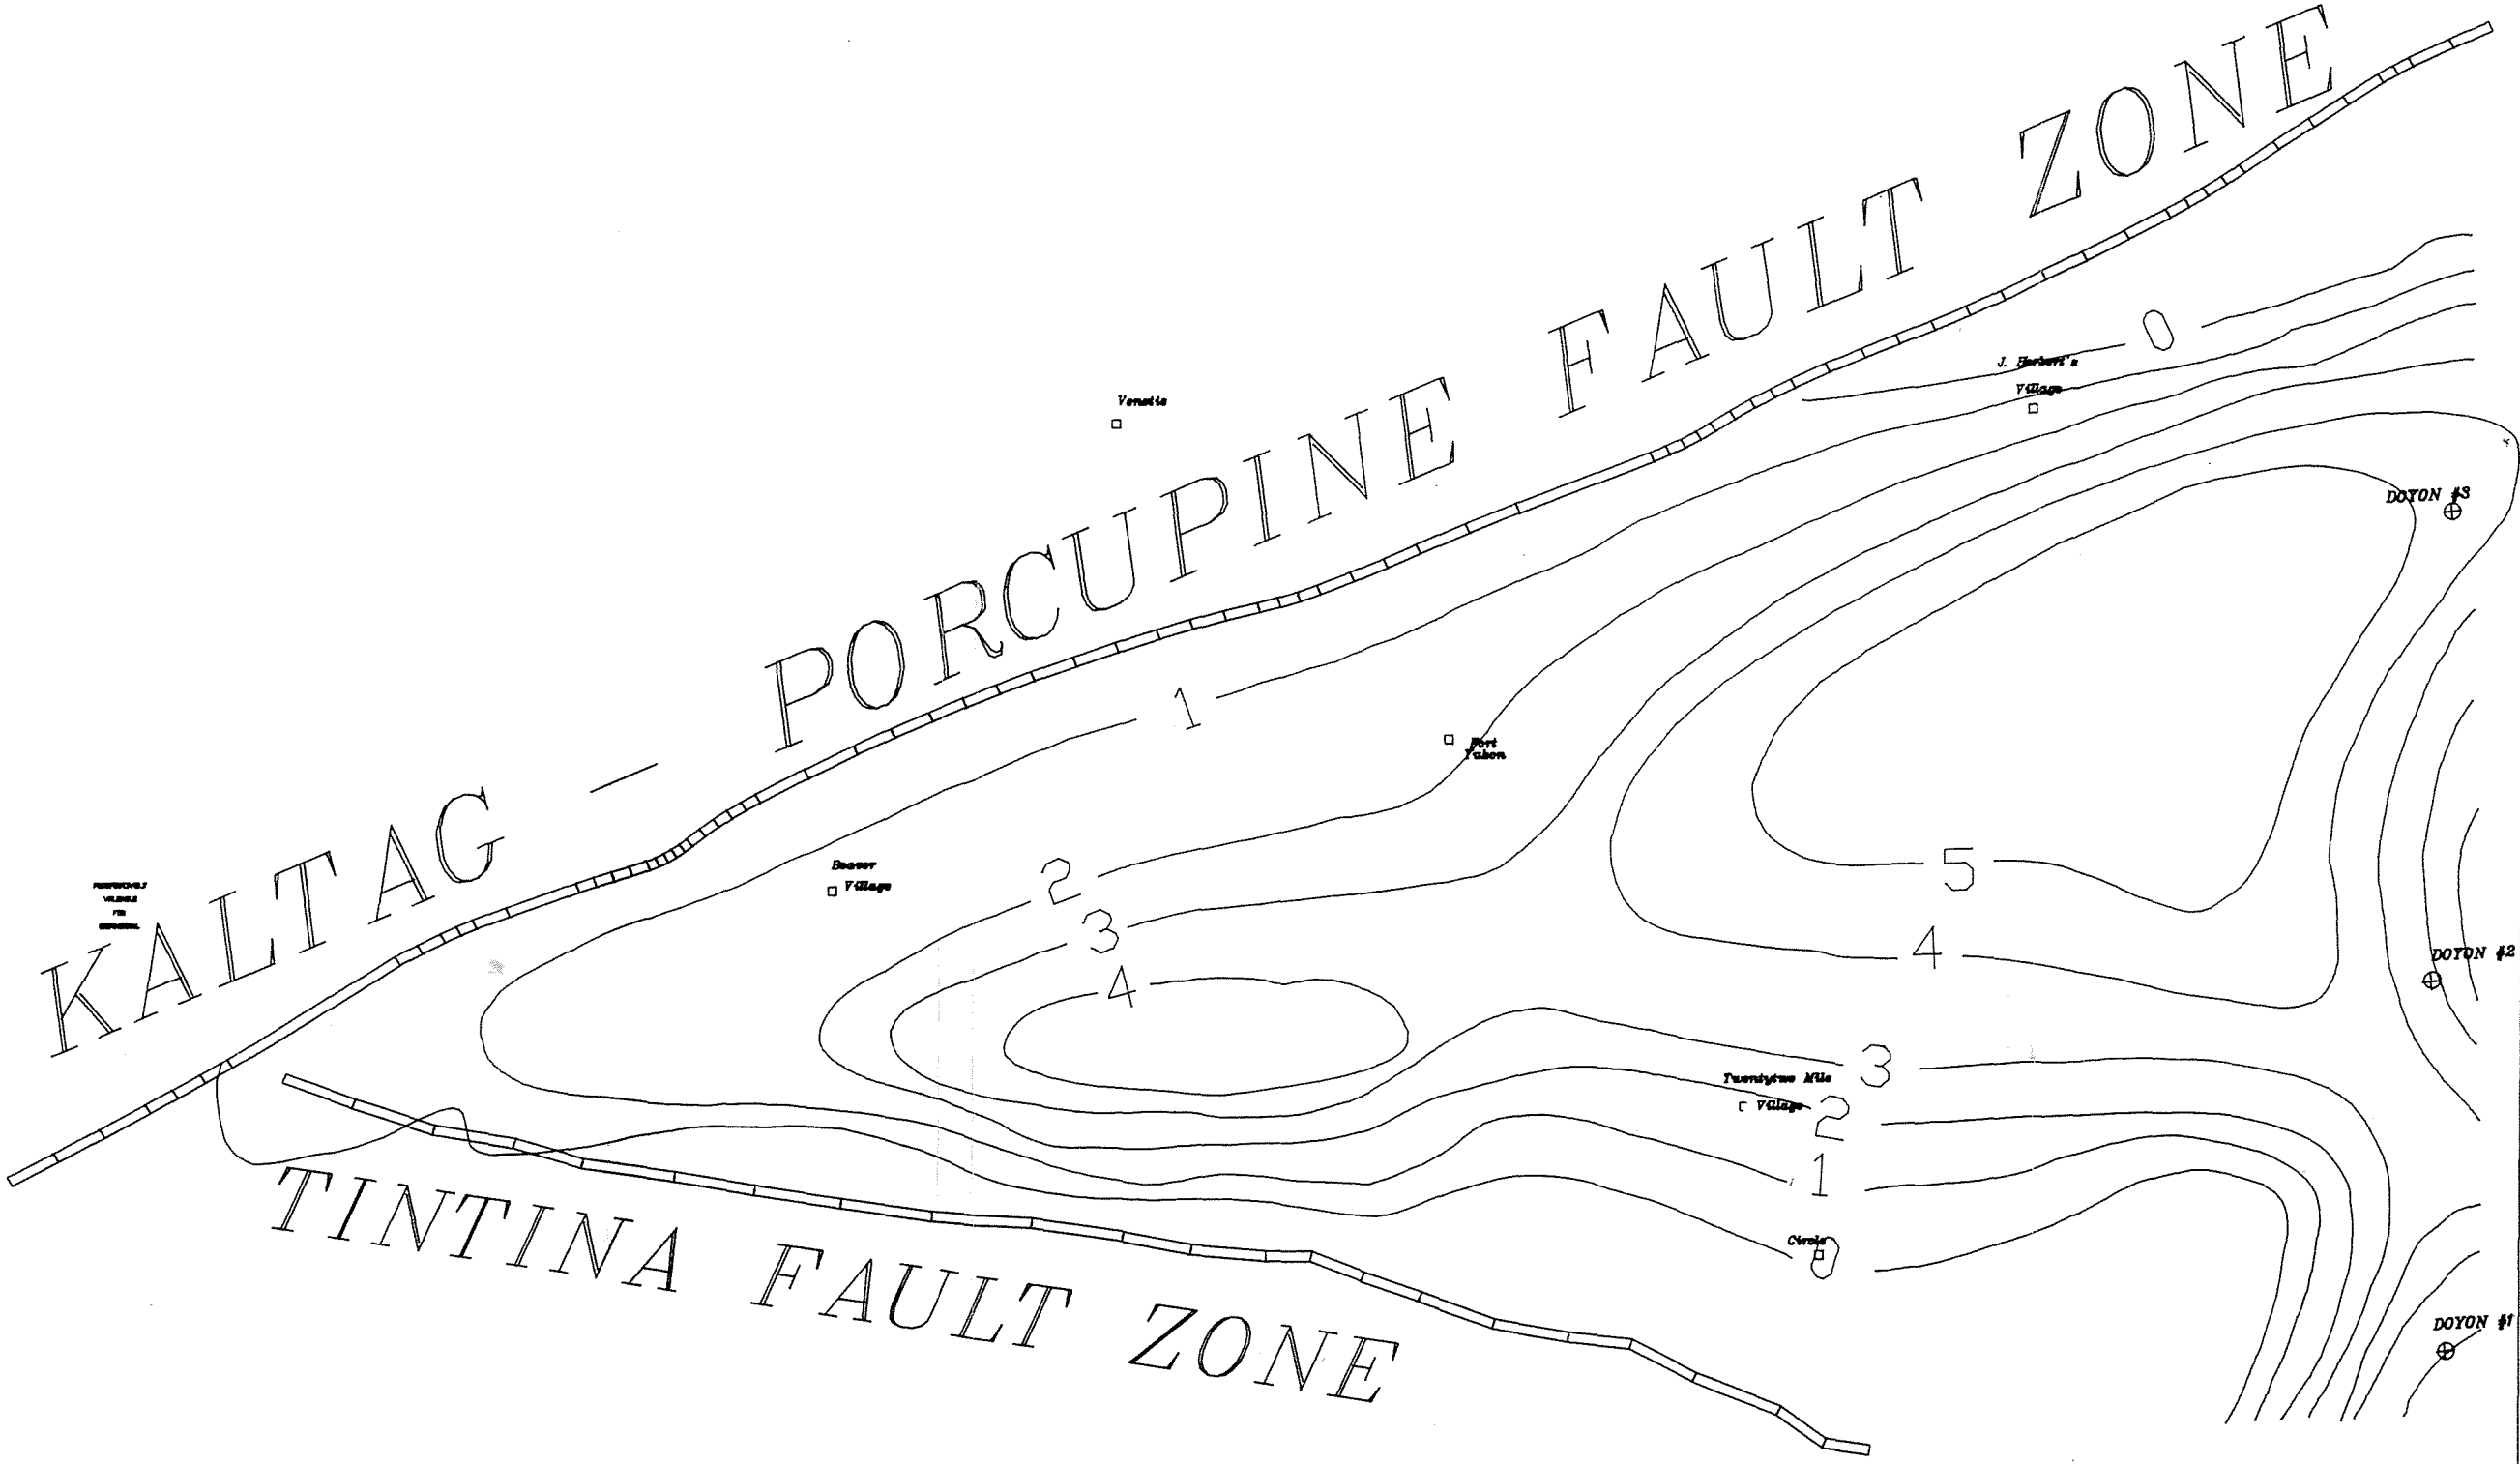 KALTAG — PORCUPINE FAULT ZONE
0
J. Herbert's
Village
Venetie
DOYON #3
1
Fort
Yukon
Beaver
Village
2
5
3
4
4
DOYON #2
3
Twentytwo Mile
Village
2
1
Circle
0
TINTINA FAULT ZONE
DOYON #1